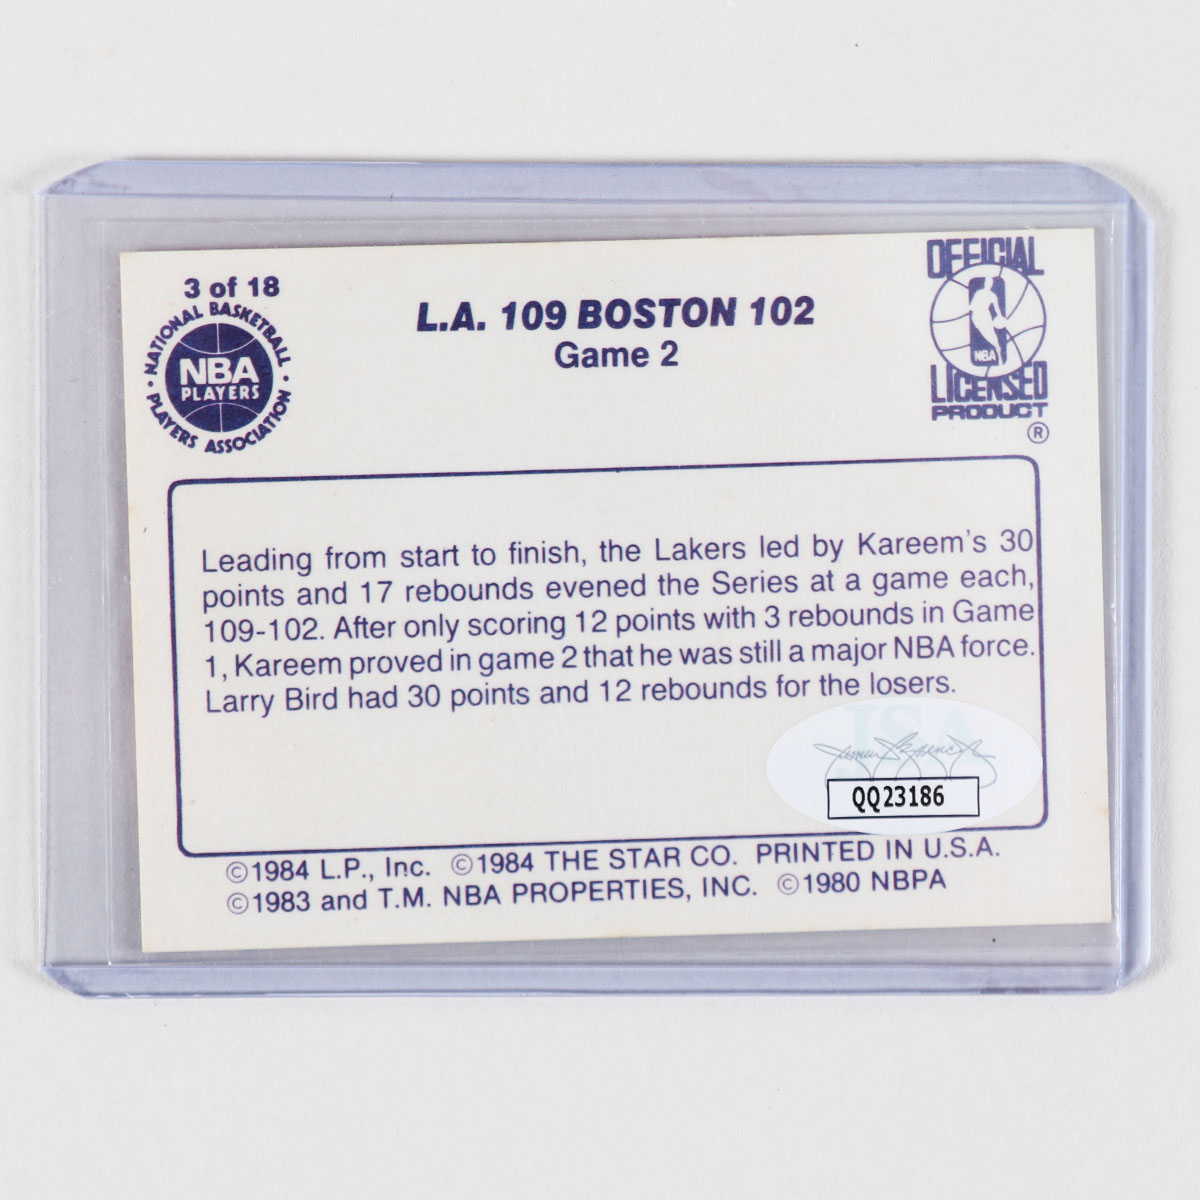 3 of 18
NATIONAL BASKETBALL
PLAYERS ASSOCIATION
NBA
PLAYERS
L.A. 109 BOSTON 102
Game 2
OFFICIAL
NBA
LICENSED
PRODUCT
®
Leading from start to finish, the Lakers led by Kareem's 30
points and 17 rebounds evened the Series at a game each,
109-102. After only scoring 12 points with 3 rebounds in Game
1, Kareem proved in game 2 that he was still a major NBA force.
Larry Bird had 30 points and 12 rebounds for the losers.
JSA
James Spence Jr
QQ23186
©1984 L.P., Inc. ©1984 THE STAR CO. PRINTED IN U.S.A.
©1983 and T.M. NBA PROPERTIES, INC. ©1980 NBPA